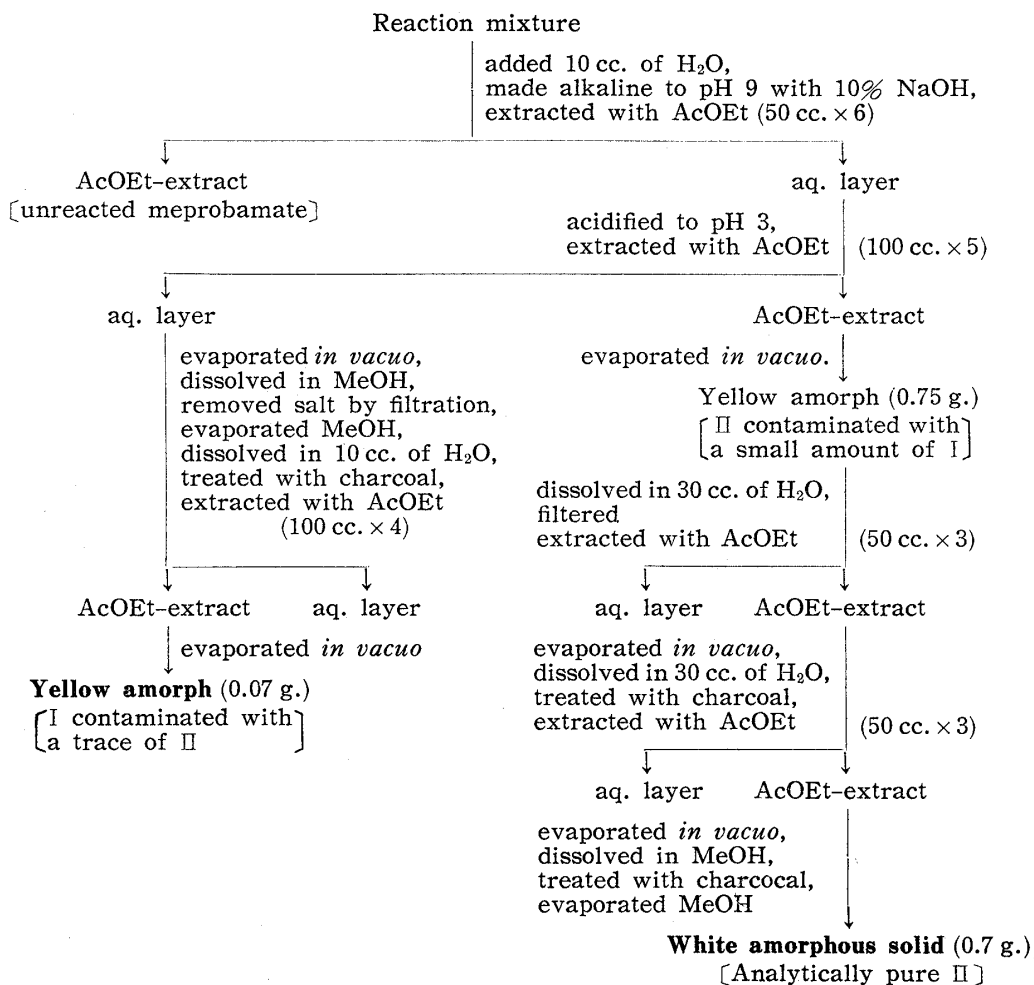 Reaction mixture
added 10 cc. of H₂O,
made alkaline to pH 9 with 10% NaOH,
extracted with AcOEt (50 cc. × 6)
AcOEt-extract
[unreacted meprobamate]
aq. layer
acidified to pH 3,
extracted with AcOEt (100 cc. × 5)
aq. layer
AcOEt-extract
evaporated in vacuo,
dissolved in MeOH,
removed salt by filtration,
evaporated MeOH,
dissolved in 10 cc. of H₂O,
treated with charcoal,
extracted with AcOEt
(100 cc. × 4)
evaporated in vacuo.
Yellow amorph (0.75 g.)
[II contaminated with
a small amount of I]
dissolved in 30 cc. of H₂O,
filtered
extracted with AcOEt (50 cc. × 3)
AcOEt-extract aq. layer
evaporated in vacuo
Yellow amorph (0.07 g.)
[I contaminated with
a trace of II]
aq. layer AcOEt-extract
evaporated in vacuo,
dissolved in 30 cc. of H₂O,
treated with charcoal,
extracted with AcOEt (50 cc. × 3)
aq. layer AcOEt-extract
evaporated in vacuo,
dissolved in MeOH,
treated with charcocal,
evaporated MeOH
White amorphous solid (0.7 g.)
[Analytically pure II]